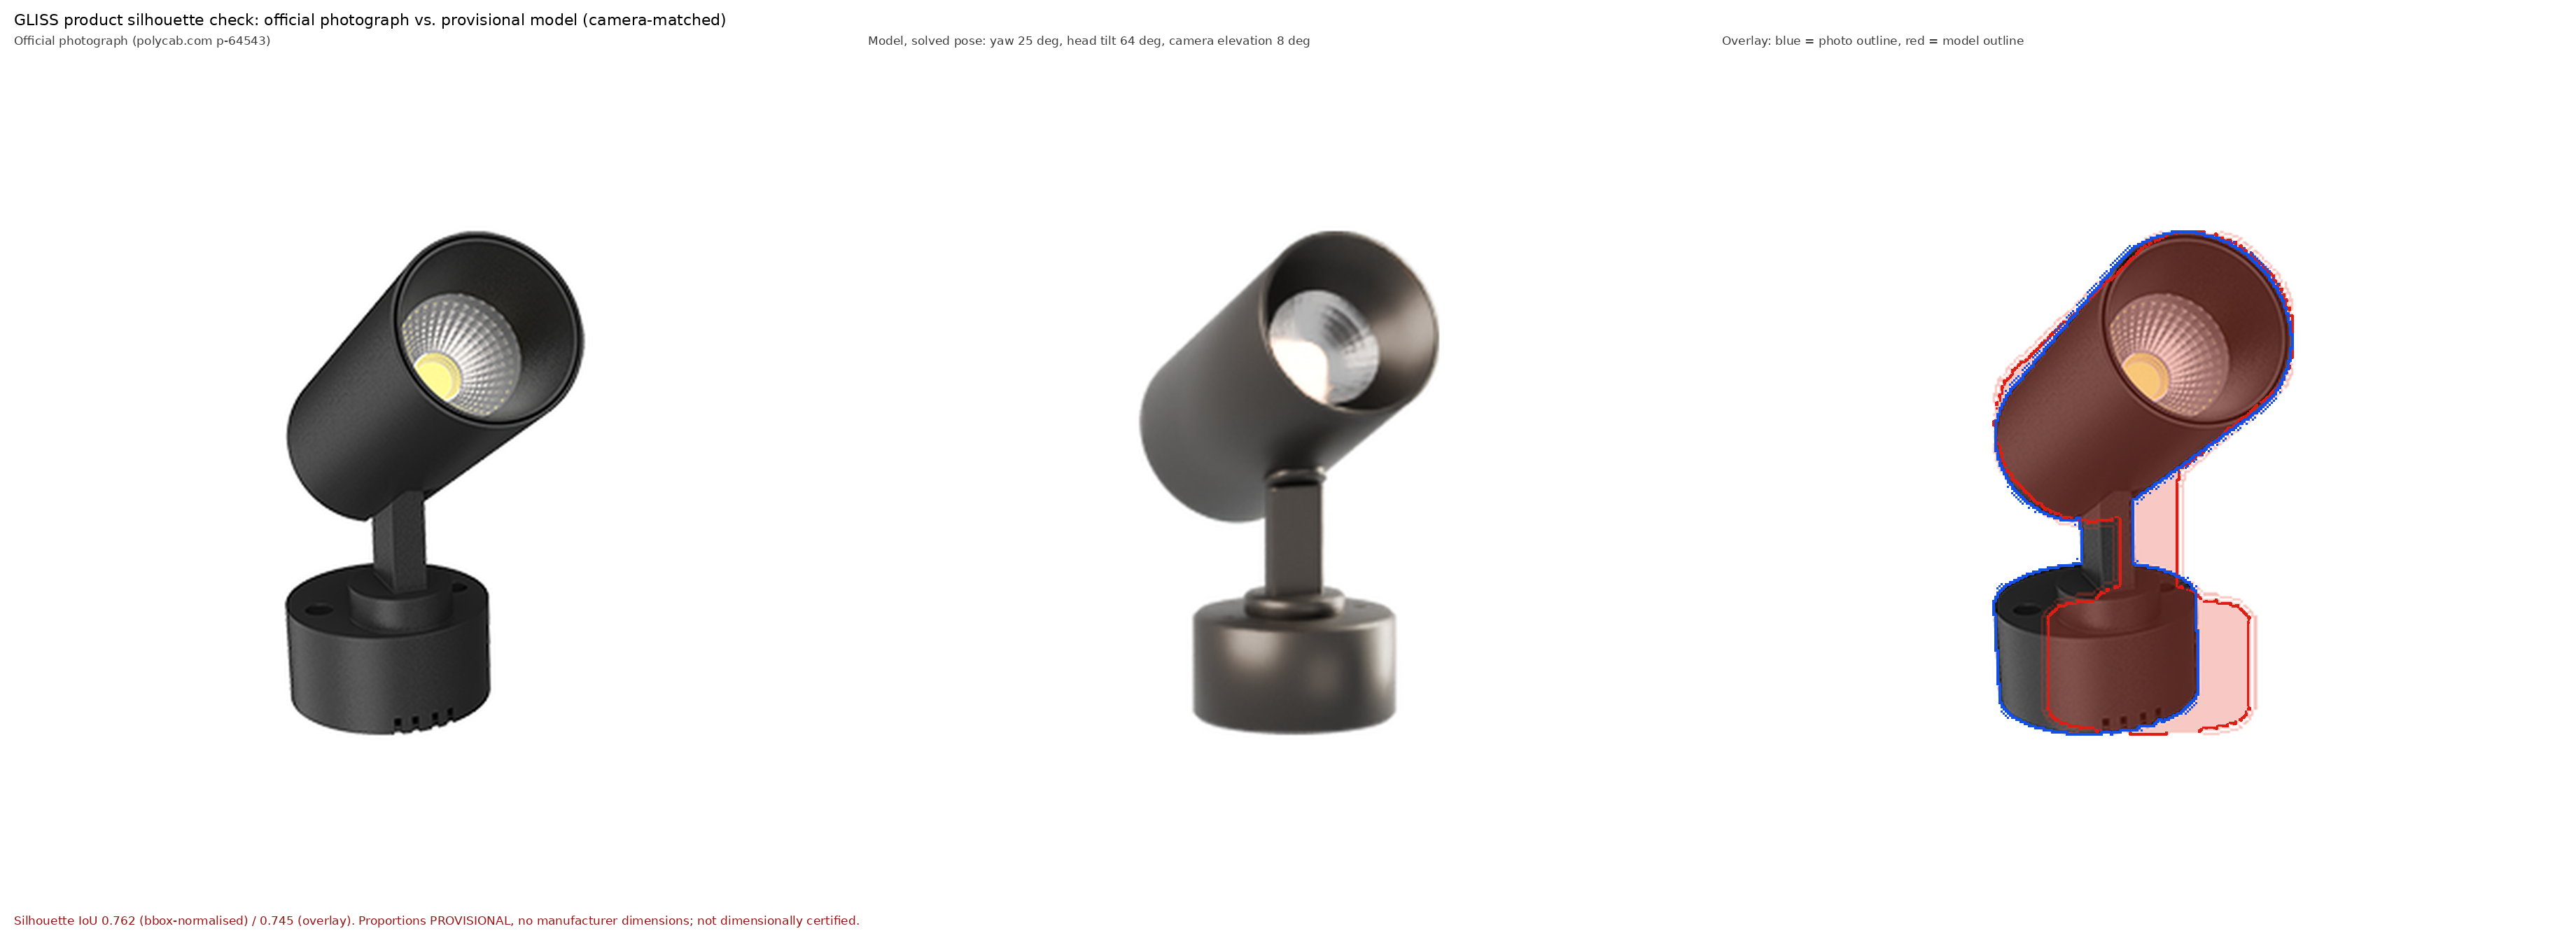 GLISS product silhouette check: official photograph vs. provisional model (camera-matched)
Official photograph (polycab.com p-64543)
Model, solved pose: yaw 25 deg, head tilt 64 deg, camera elevation 8 deg
Overlay: blue = photo outline, red = model outline
Silhouette IoU 0.762 (bbox-normalised) / 0.745 (overlay). Proportions PROVISIONAL, no manufacturer dimensions; not dimensionally certified.